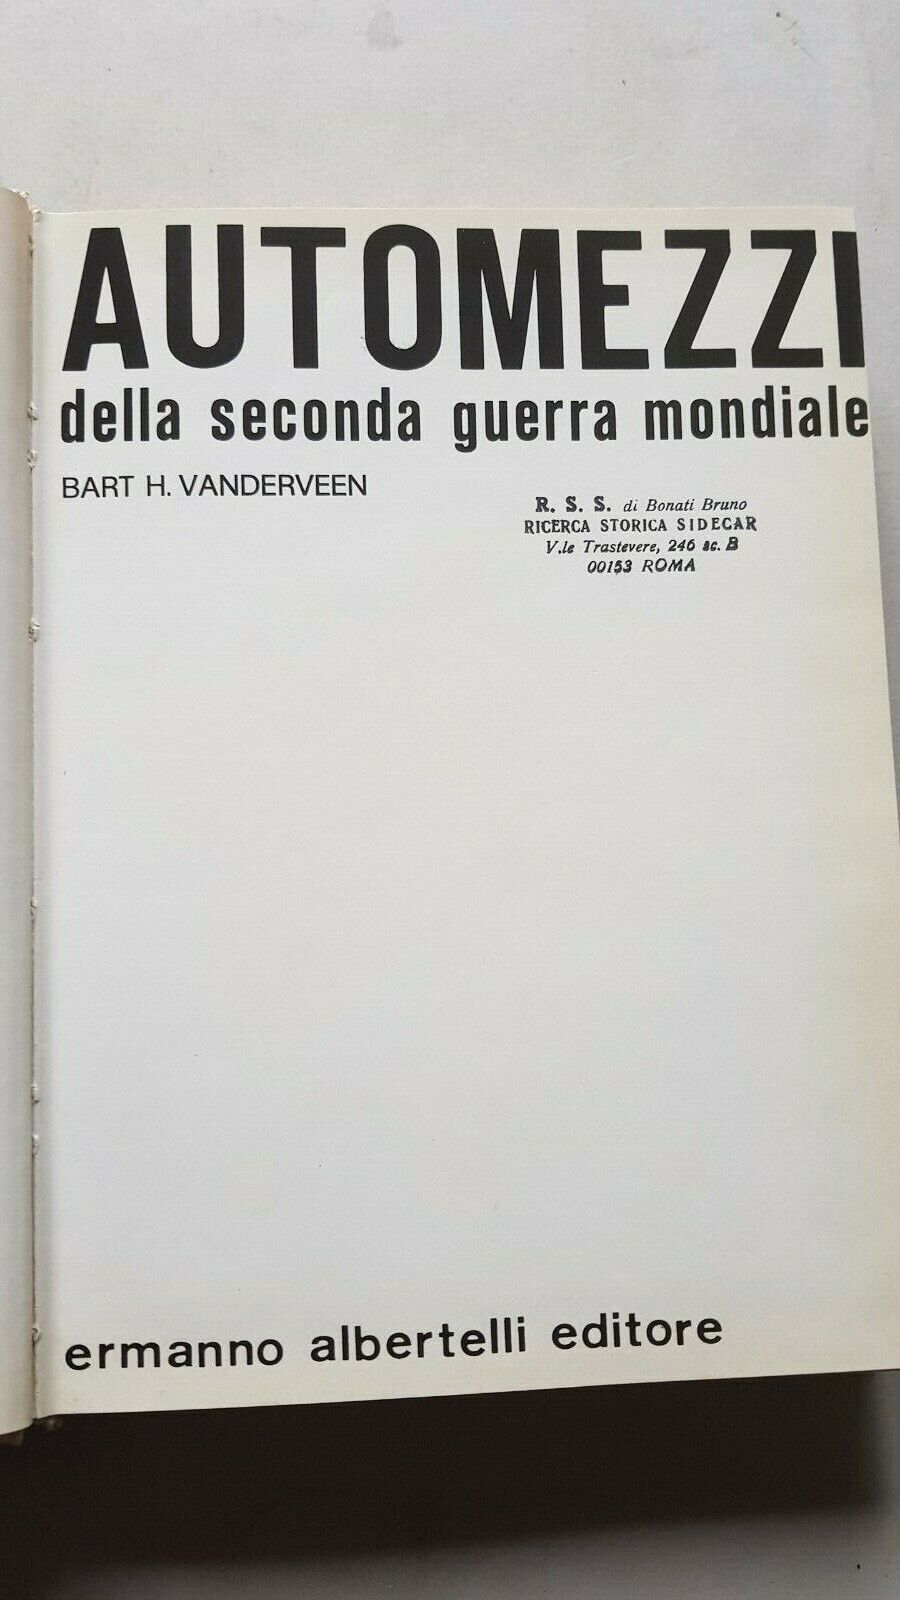 AUTOMEZZI
della seconda guerra mondiale
BART H. VANDERVEEN
R. S. S. di Bonati Bruno
RICERCA STORICA SIDECAR
V.le Trastevere, 246 sc. B
00153 ROMA
ermanno albertelli editore